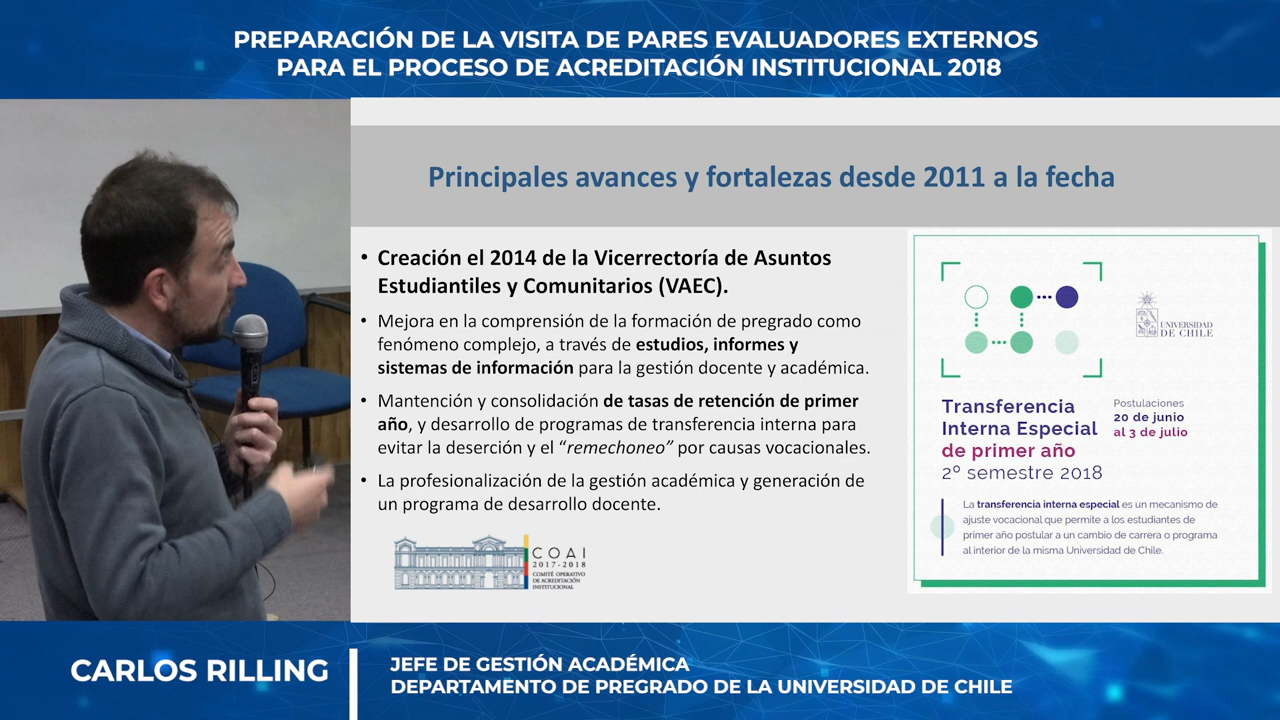 PREPARACIÓN DE LA VISITA DE PARES EVALUADORES EXTERNOS
PARA EL PROCESO DE ACREDITACIÓN INSTITUCIONAL 2018
Principales avances y fortalezas desde 2011 a la fecha
• Creación el 2014 de la Vicerrectoría de Asuntos
Estudiantiles y Comunitarios (VAEC).
• Mejora en la comprensión de la formación de pregrado como
fenómeno complejo, a través de estudios, informes y
sistemas de información para la gestión docente y académica.
• Mantención y consolidación de tasas de retención de primer
año, y desarrollo de programas de transferencia interna para
evitar la deserción y el “remechoneo” por causas vocacionales.
• La profesionalización de la gestión académica y generación de
un programa de desarrollo docente.
COAI
2017-2018
COMITÉ OPERATIVO
DE ACREDITACIÓN
INSTITUCIONAL
UNIVERSIDAD
DE CHILE
Transferencia
Interna Especial
de primer año
2º semestre 2018
Postulaciones
20 de junio
al 3 de julio
La transferencia interna especial es un mecanismo de
ajuste vocacional que permite a los estudiantes de
primer año postular a un cambio de carrera o programa
al interior de la misma Universidad de Chile.
CARLOS RILLING
JEFE DE GESTIÓN ACADÉMICA
DEPARTAMENTO DE PREGRADO DE LA UNIVERSIDAD DE CHILE